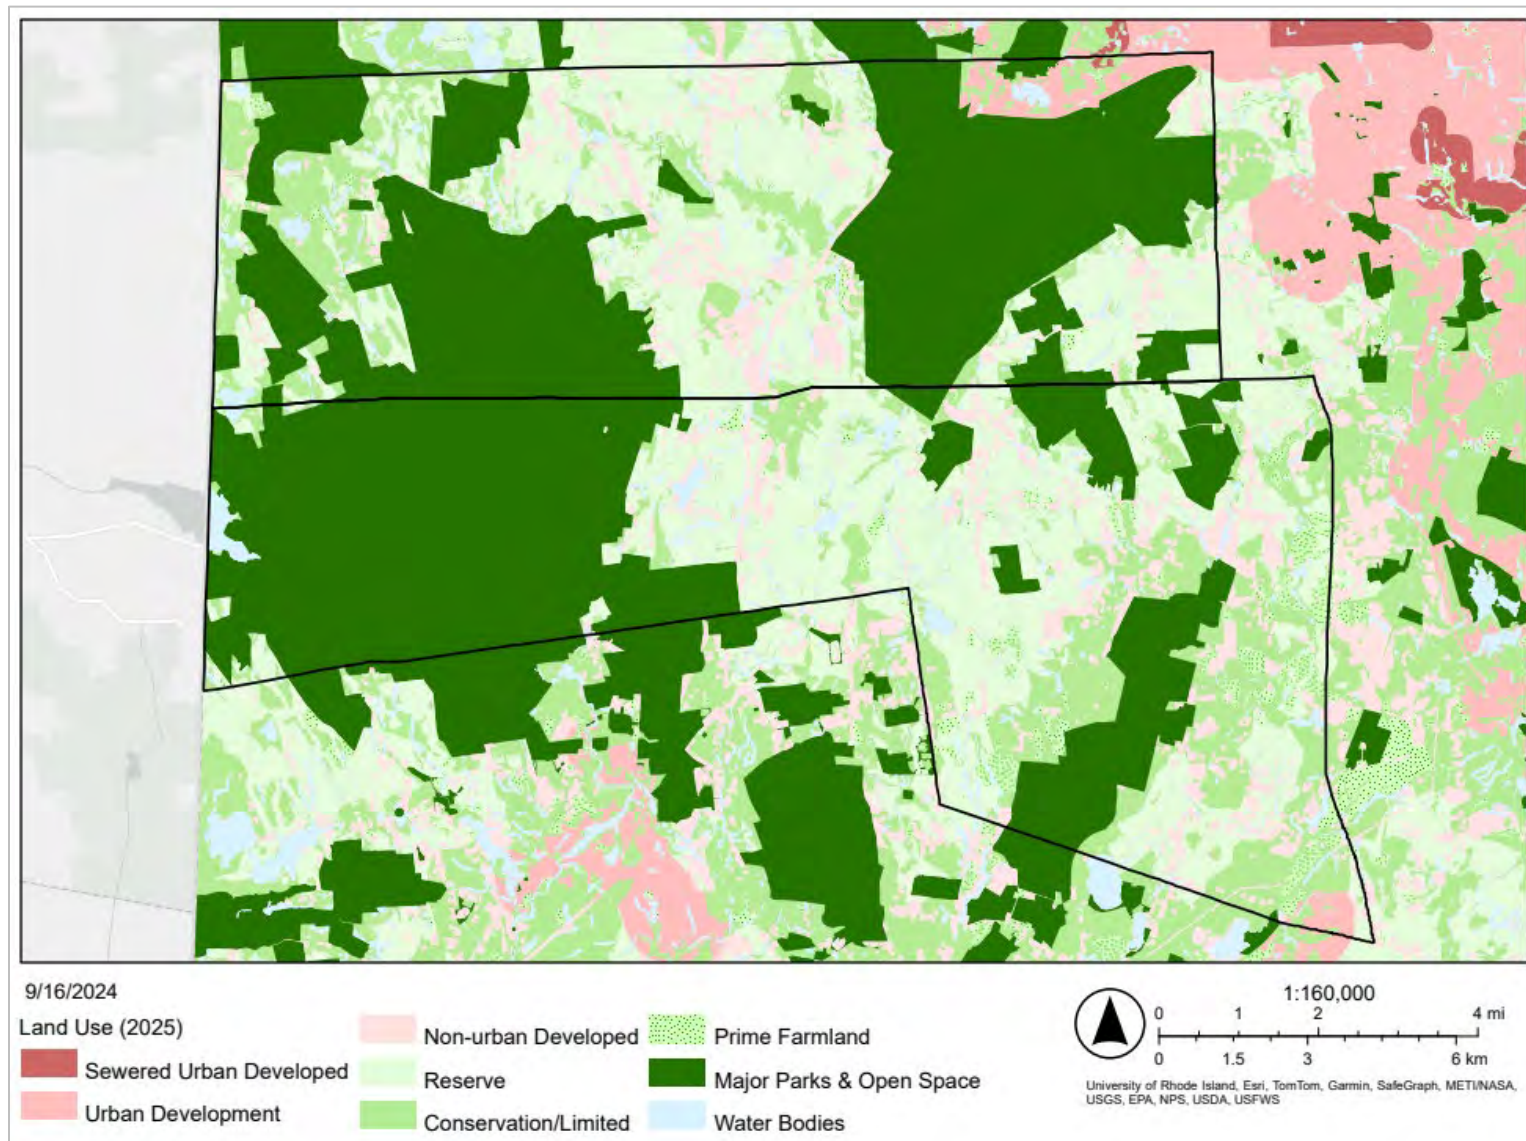 9/16/2024
Land Use (2025)
Sewered Urban Developed
Urban Development
Non-urban Developed
Reserve
Conservation/Limited
Prime Farmland
Major Parks & Open Space
Water Bodies
1:160,000
0 1 2 4 mi
0 1.5 3 6 km
University of Rhode Island, Esri, TomTom, Garmin, SafeGraph, METI/NASA,
USGS, EPA, NPS, USDA, USFWS